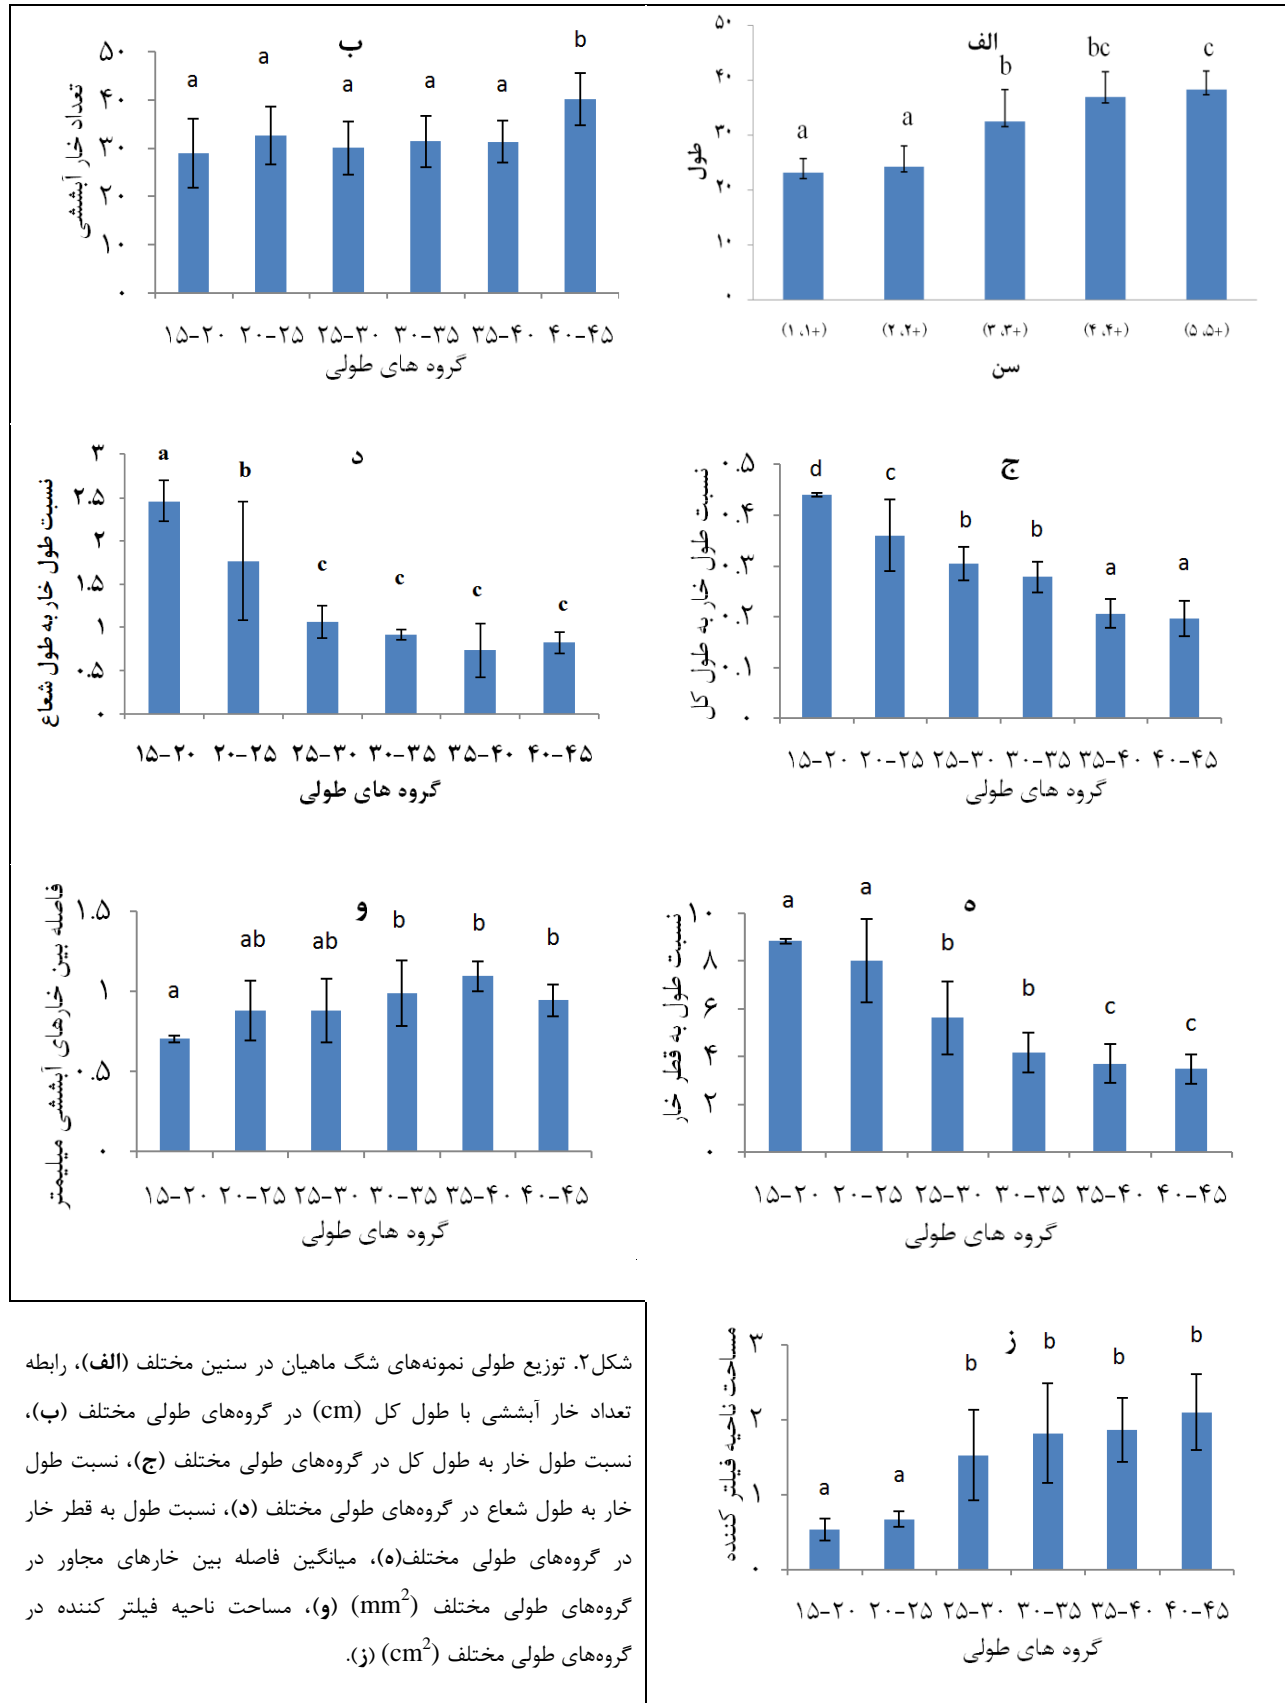 الف
طول
۵۰
۴۰
۳۰
۲۰
۱۰
۰
a a b bc c
(۱ ،۱+) (۲ ،۲+) (۳ ،۳+) (۴ ،۴+) (۵ ،۵+)
سن
ب
تعداد خار آبششی
۵۰
۴۰
۳۰
۲۰
۱۰
۰
a a a a a b
۱۵-۲۰ ۲۰-۲۵ ۲۵-۳۰ ۳۰-۳۵ ۳۵-۴۰ ۴۰-۴۵
گروه های طولی
ج
نسبت طول خار به طول کل
۰.۵
۰.۴
۰.۳
۰.۲
۰.۱
۰
d c b b a a
۱۵-۲۰ ۲۰-۲۵ ۲۵-۳۰ ۳۰-۳۵ ۳۵-۴۰ ۴۰-۴۵
گروه های طولی
د
نسبت طول خار به طول شعاع
۳
۲.۵
۲
۱.۵
۱
۰.۵
۰
a b c c c c
۱۵-۲۰ ۲۰-۲۵ ۲۵-۳۰ ۳۰-۳۵ ۳۵-۴۰ ۴۰-۴۵
گروه های طولی
ه
نسبت طول به قطر خار
۱۰
۸
۶
۴
۲
۰
a a b b c c
۱۵-۲۰ ۲۰-۲۵ ۲۵-۳۰ ۳۰-۳۵ ۳۵-۴۰ ۴۰-۴۵
گروه های طولی
و
فاصله بین خارهای آبششی میلیمتر
۱.۵
۱
۰.۵
۰
a ab ab b b b
۱۵-۲۰ ۲۰-۲۵ ۲۵-۳۰ ۳۰-۳۵ ۳۵-۴۰ ۴۰-۴۵
گروه های طولی
ز
مساحت ناحیه فیلتر کننده
۳
۲
۱
۰
a a b b b b
۱۵-۲۰ ۲۰-۲۵ ۲۵-۳۰ ۳۰-۳۵ ۳۵-۴۰ ۴۰-۴۵
گروه های طولی
شکل۲. توزیع طولی نمونه‌های شگ ماهیان در سنین مختلف (الف)، رابطه
تعداد خار آبششی با طول کل (cm) در گروه‌های طولی مختلف (ب)،
نسبت طول خار به طول کل در گروه‌های طولی مختلف (ج)، نسبت طول
خار به طول شعاع در گروه‌های طولی مختلف (د)، نسبت طول به قطر خار
در گروه‌های طولی مختلف(ه)، میانگین فاصله بین خارهای مجاور در
گروه‌های طولی مختلف (mm²) (و)، مساحت ناحیه فیلتر کننده در
گروه‌های طولی مختلف (cm²) (ز).